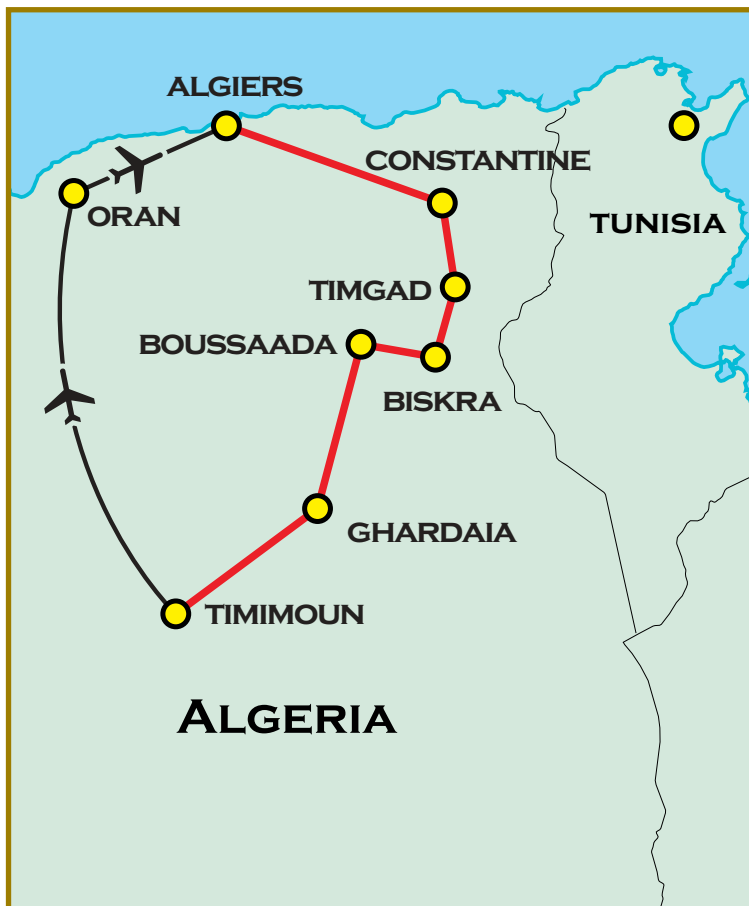 ALGIERS
CONSTANTINE
ORAN
TUNISIA
TIMGAD
BOUSSAADA
BISKRA
GHARDAIA
TIMIMOUN
ALGERIA